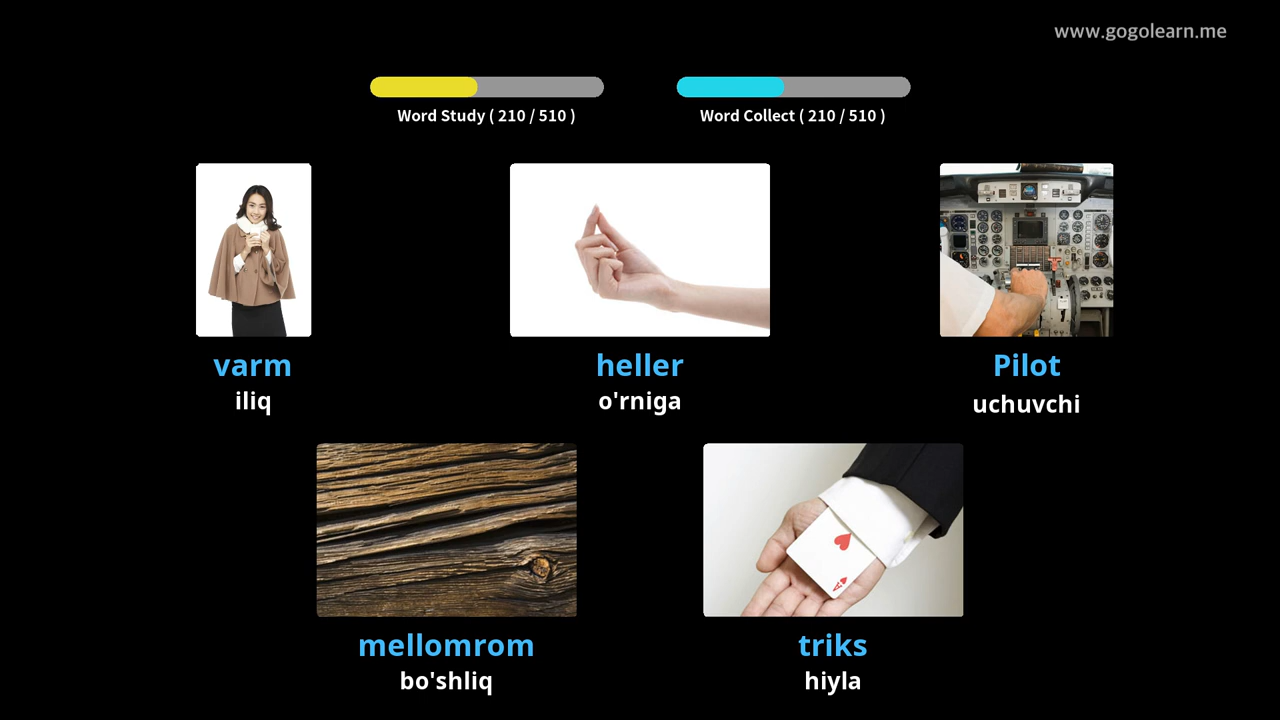 www.gogolearn.me
Word Study ( 210 / 510 )
Word Collect ( 210 / 510 )
varm
iliq
heller
o'rniga
Pilot
uchuvchi
mellomrom
bo'shliq
triks
hiyla